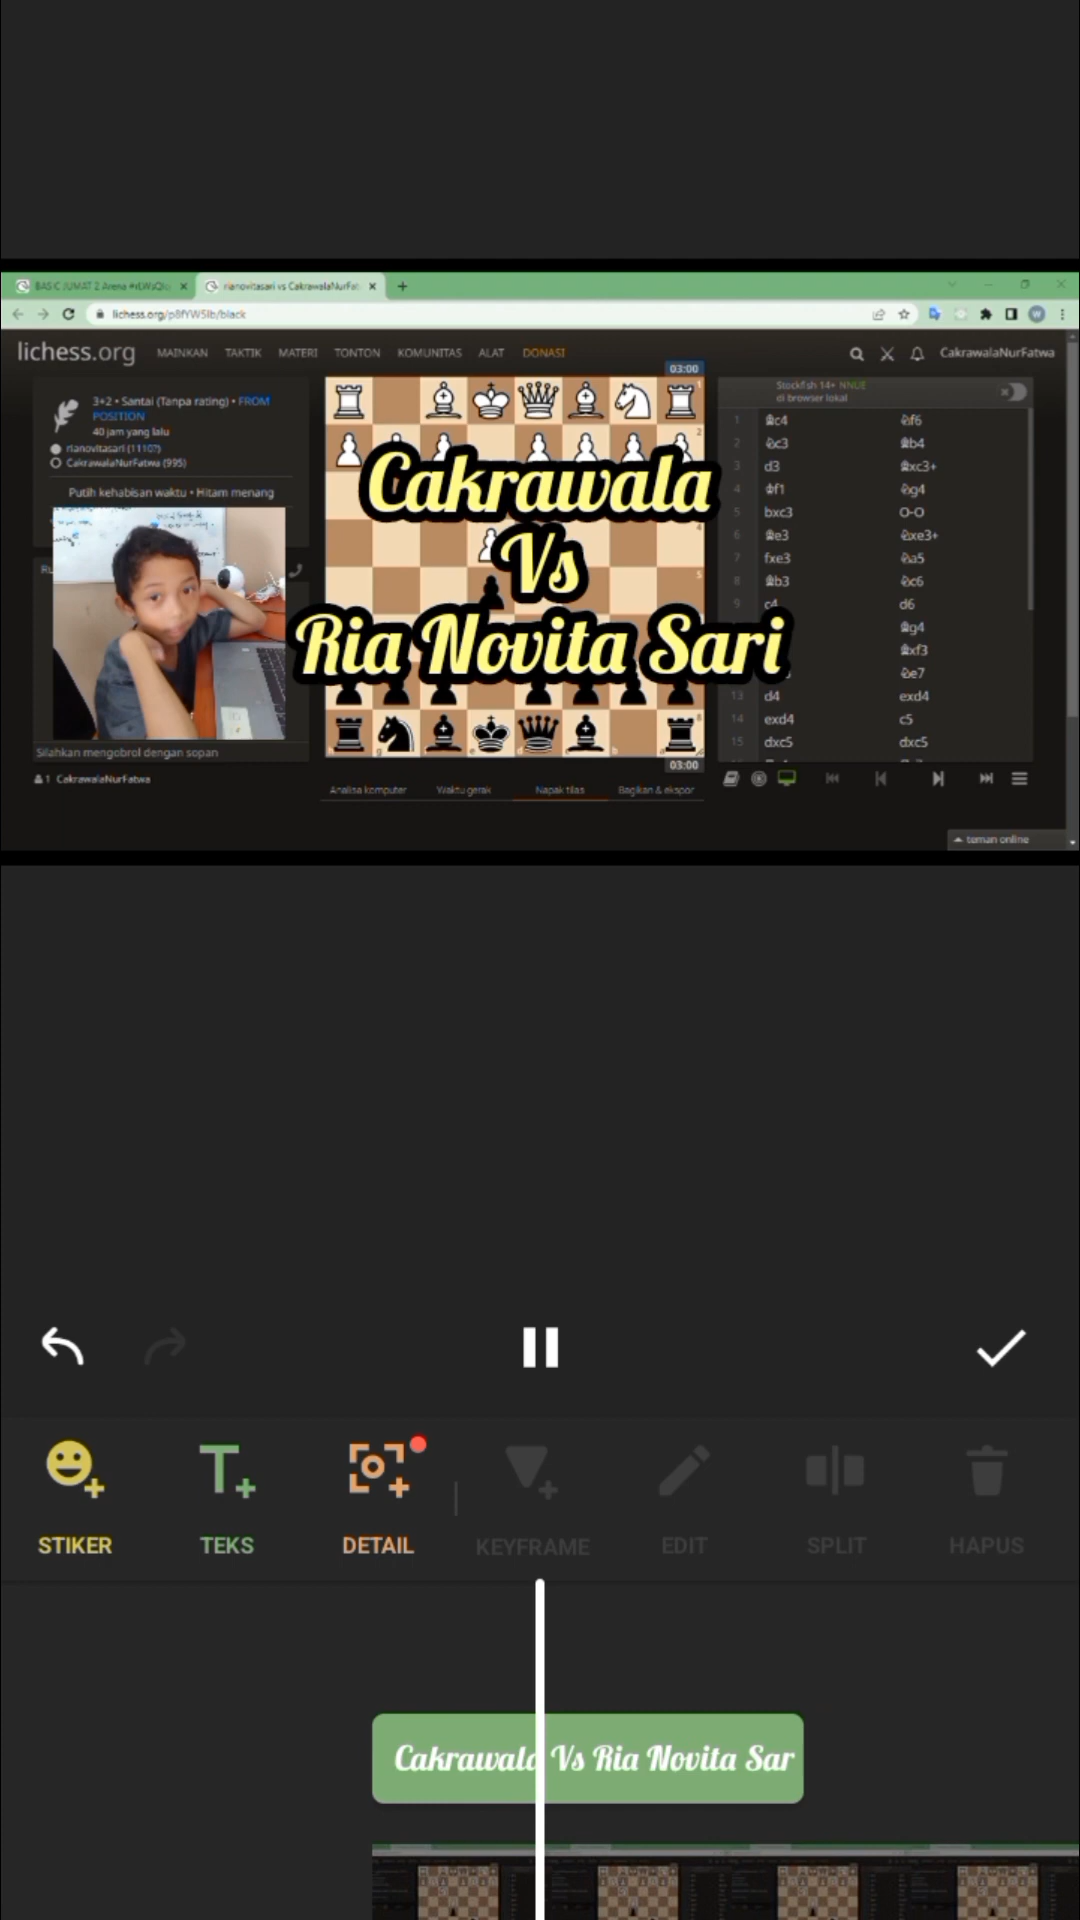 BASIC JUMAT 2 Arena
rianovitasari vs CakrawalaNurFat
lichess.org/p8fYW5lb/black
lichess.org MAINKAN TAKTIK MATERI TONTON KOMUNITAS ALAT DONASI CakrawalaNurFatwa
03:00
3+2 • Santai (Tanpa rating) • FROM
POSITION
40 jam yang lalu
rianovitasari (1110?)
CakrawalaNurFatwa (995)
Putih kehabisan waktu • Hitam menang
Silahkan mengobrol dengan sopan
1 CakrawalaNurFatwa
Cakrawala
Vs
Ria Novita Sari
03:00
Analisa komputer Waktu gerak Napak tilas Bagikan & ekspor
Stockfish 14+ NNUE
di browser lokal
1 ♗c4 ♘f6
2 ♘c3 ♗b4
3 d3 ♗xc3+
4 ♔f1 ♘g4
5 bxc3 O-O
6 ♗e3 ♘xe3+
7 fxe3 ♘a5
8 ♗b3 ♘c6
9 c4 d6
♗g4
♗xf3
♘e7
13 d4 exd4
14 exd4 c5
15 dxc5 dxc5
teman online
STIKER TEKS DETAIL KEYFRAME EDIT SPLIT HAPUS
Cakrawala Vs Ria Novita Sar